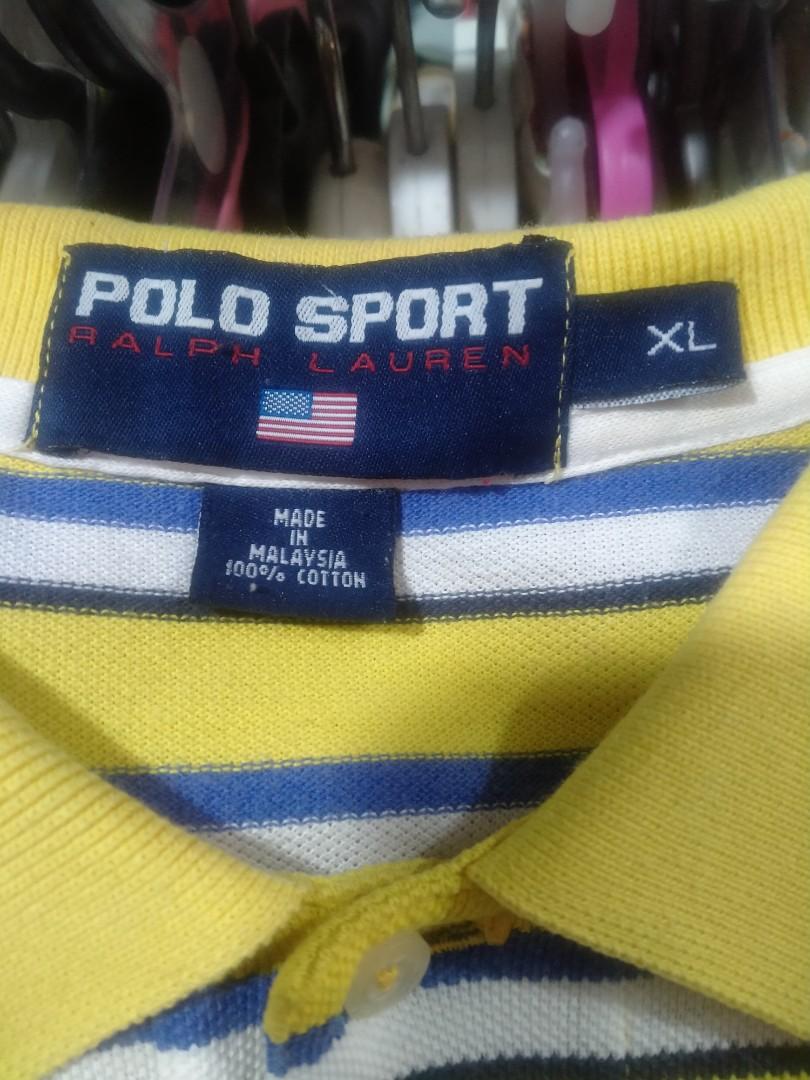 POLO SPORT
RALPH LAUREN
XL
MADE
IN
MALAYSIA
100% COTTON